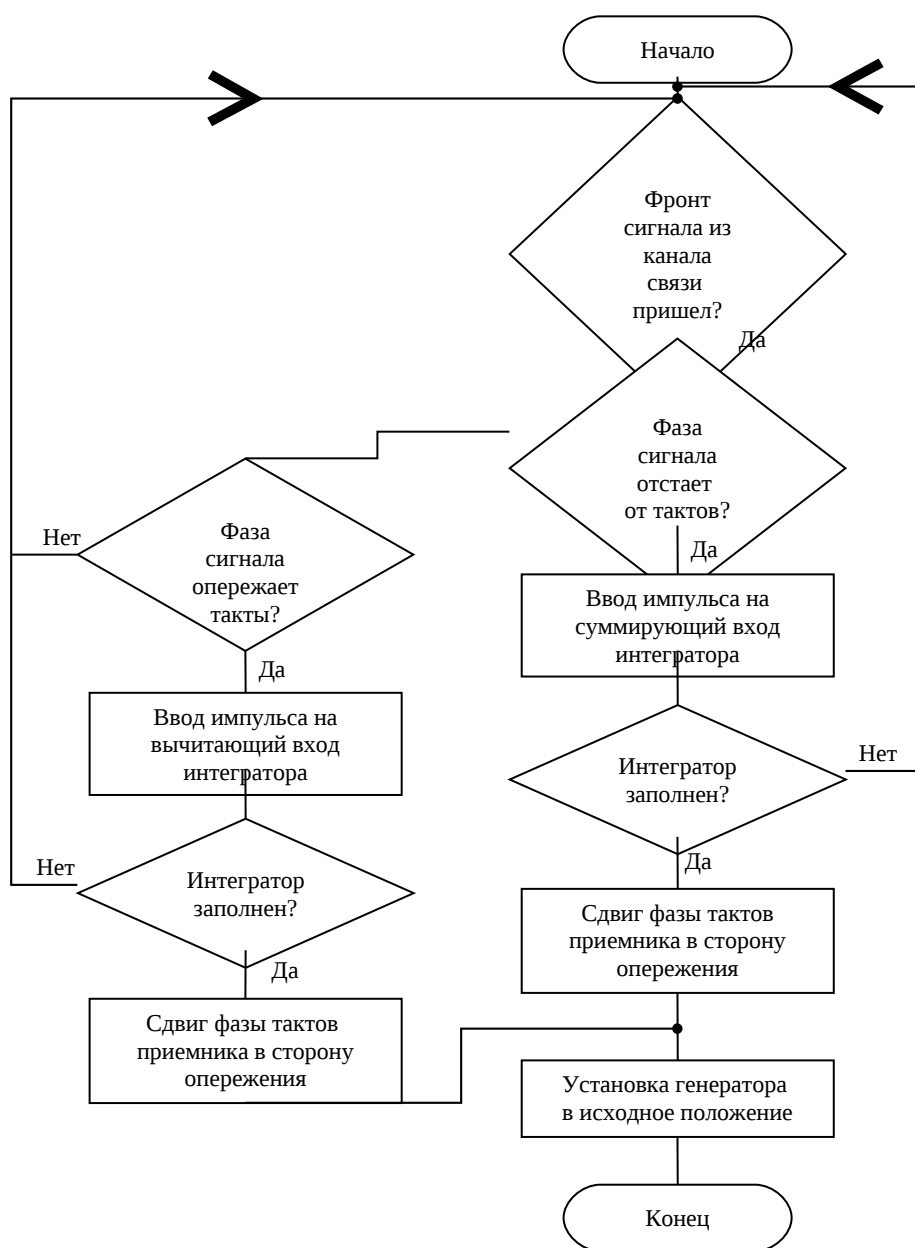 Начало
Фронт
сигнала из
канала
связи
пришел?
Да
Фаза
сигнала
отстает
от тактов?
Да
Нет
Фаза
сигнала
опережает
такты?
Да
Ввод импульса на
суммирующий вход
интегратора
Ввод импульса на
вычитающий вход
интегратора
Интегратор
заполнен?
Нет
Да
Нет
Интегратор
заполнен?
Да
Сдвиг фазы тактов
приемника в сторону
опережения
Сдвиг фазы тактов
приемника в сторону
опережения
Установка генератора
в исходное положение
Конец